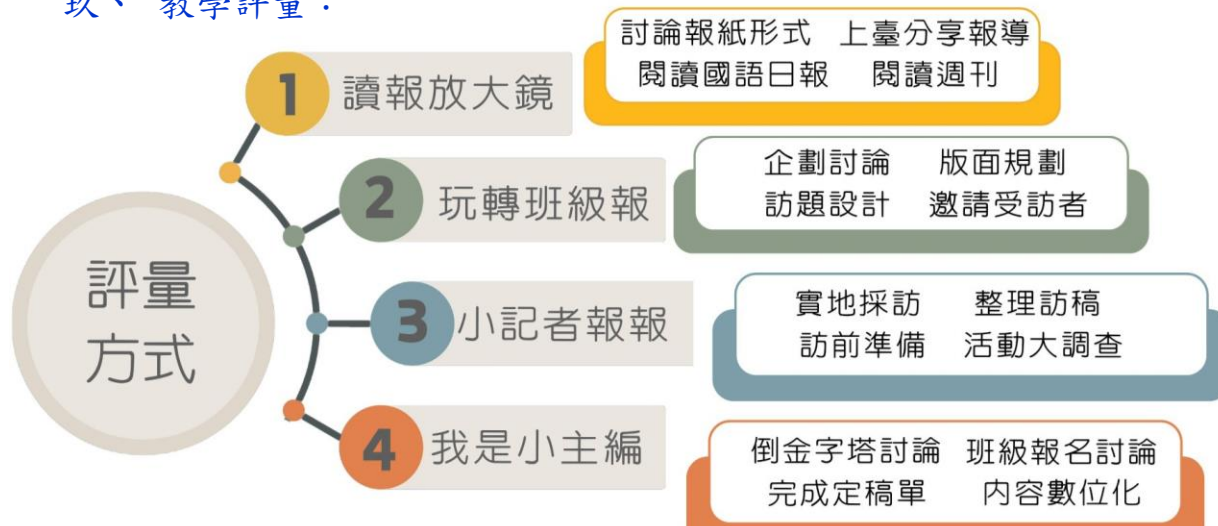 玖、 教學評量：
評量
方式
1 讀報放大鏡
討論報紙形式 上臺分享報導
閱讀國語日報 閱讀週刊
2 玩轉班級報
企劃討論 版面規劃
訪題設計 邀請受訪者
3 小記者報報
實地採訪 整理訪稿
訪前準備 活動大調查
4 我是小主編
倒金字塔討論 班級報名討論
完成定稿單 內容數位化